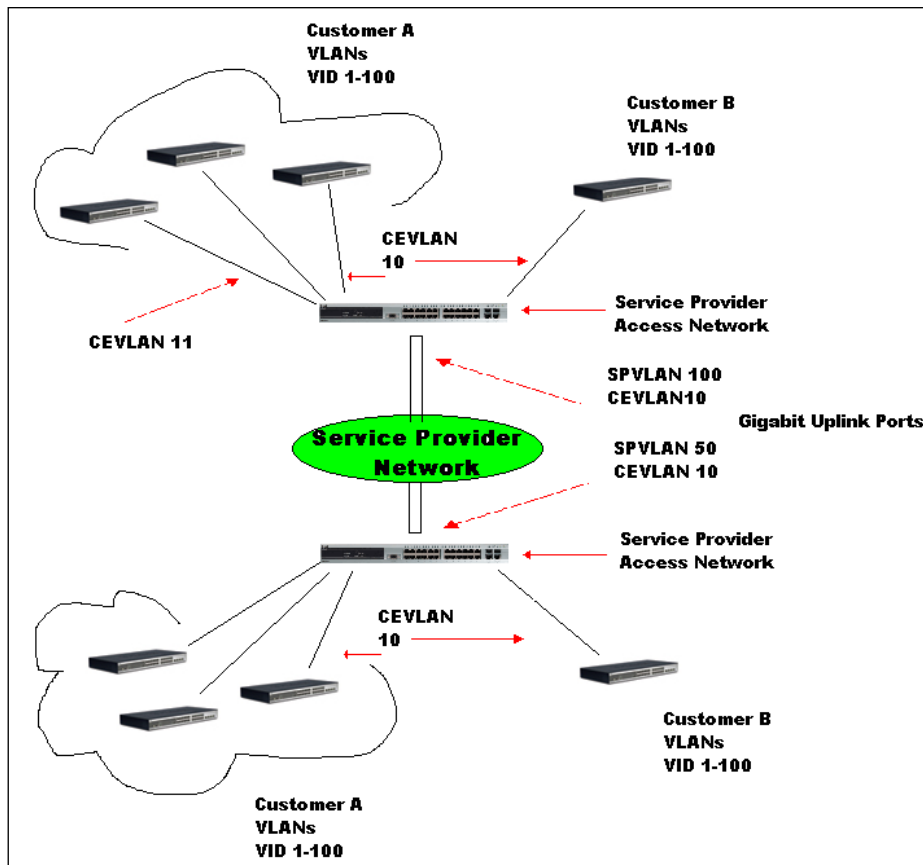 Customer A
VLANs
VID 1-100
Customer B
VLANs
VID 1-100
CEVLAN
10
Service Provider
Access Network
CEVLAN 11
SPVLAN 100
CEVLAN10
Gigabit Uplink Ports
Service Provider
Network
SPVLAN 50
CEVLAN 10
Service Provider
Access Network
CEVLAN
10
Customer B
VLANs
VID 1-100
Customer A
VLANs
VID 1-100